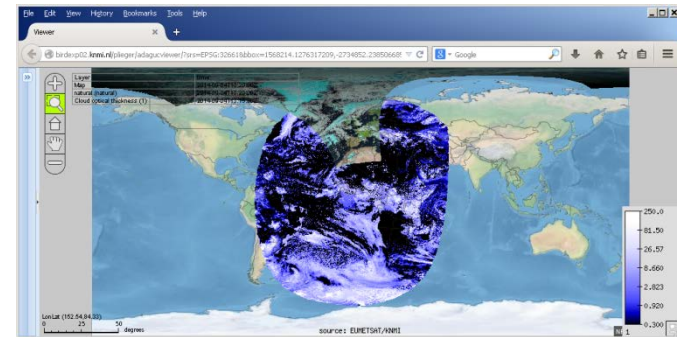 File Edit View History Bookmarks Tools Help
Viewer
birdexp02.knmi.nl/plieger/adagucviewer/?srs=EPSG:32661&bbox=1568214.1276317209,-2734852.23850668
Google
Layer
Map
natural (natural)
Cloud optical thickness (1)
250.0
81.50
26.57
8.660
2.823
0.920
0.300
1
LonLat (152.54,84.33)
0 25 50
degrees
source: EUMETSAT/KNMI